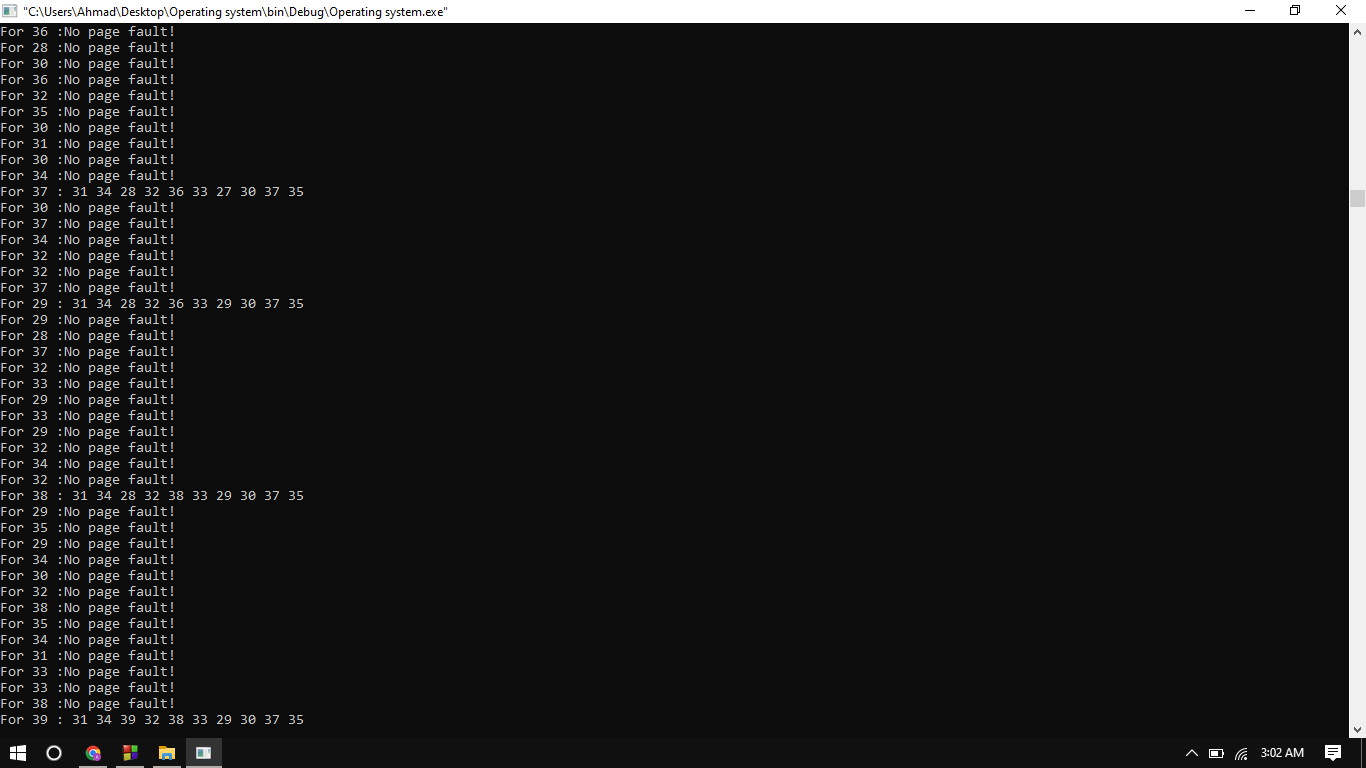 "C:\Users\Ahmad\Desktop\Operating system\bin\Debug\Operating system.exe"
For 36 :No page fault!
For 28 :No page fault!
For 30 :No page fault!
For 36 :No page fault!
For 32 :No page fault!
For 35 :No page fault!
For 30 :No page fault!
For 31 :No page fault!
For 30 :No page fault!
For 34 :No page fault!
For 37 : 31 34 28 32 36 33 27 30 37 35
For 30 :No page fault!
For 37 :No page fault!
For 34 :No page fault!
For 32 :No page fault!
For 32 :No page fault!
For 37 :No page fault!
For 29 : 31 34 28 32 36 33 29 30 37 35
For 29 :No page fault!
For 28 :No page fault!
For 37 :No page fault!
For 32 :No page fault!
For 33 :No page fault!
For 29 :No page fault!
For 33 :No page fault!
For 29 :No page fault!
For 32 :No page fault!
For 34 :No page fault!
For 32 :No page fault!
For 38 : 31 34 28 32 38 33 29 30 37 35
For 29 :No page fault!
For 35 :No page fault!
For 29 :No page fault!
For 34 :No page fault!
For 30 :No page fault!
For 32 :No page fault!
For 38 :No page fault!
For 35 :No page fault!
For 34 :No page fault!
For 31 :No page fault!
For 33 :No page fault!
For 33 :No page fault!
For 38 :No page fault!
For 39 : 31 34 39 32 38 33 29 30 37 35
3:02 AM